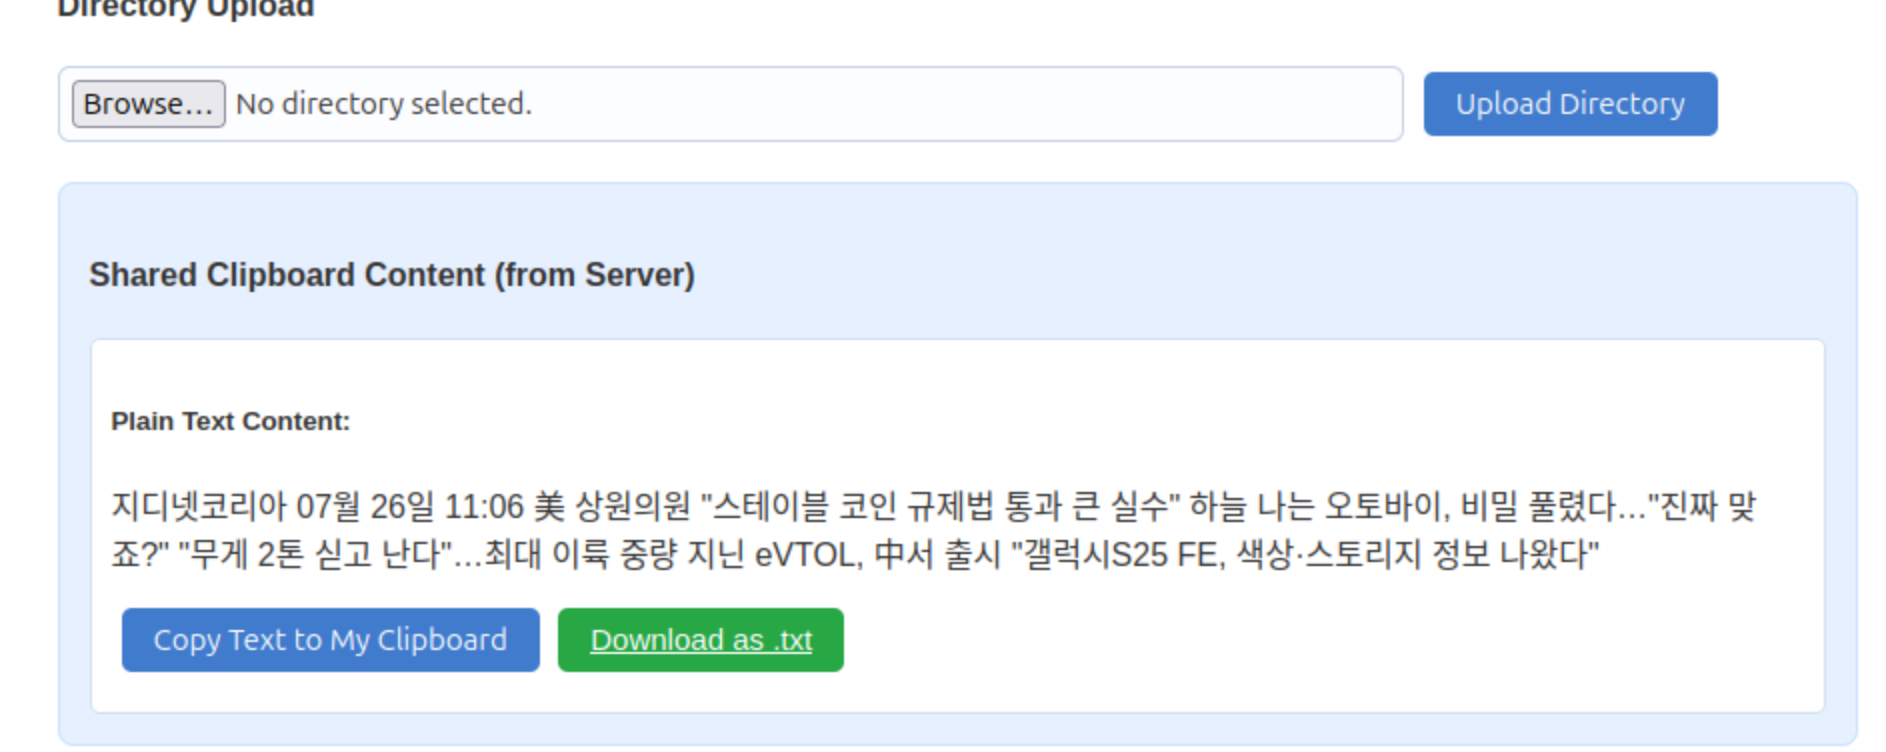 Directory Upload
Browse... No directory selected.
Upload Directory
Shared Clipboard Content (from Server)
Plain Text Content:
지디넷코리아 07월 26일 11:06 美 상원의원 "스테이블 코인 규제법 통과 큰 실수" 하늘 나는 오토바이, 비밀 풀렸다…"진짜 맞
죠?" "무게 2톤 싣고 난다"…최대 이륙 중량 지닌 eVTOL, 中서 출시 "갤럭시S25 FE, 색상·스토리지 정보 나왔다"
Copy Text to My Clipboard
Download as .txt